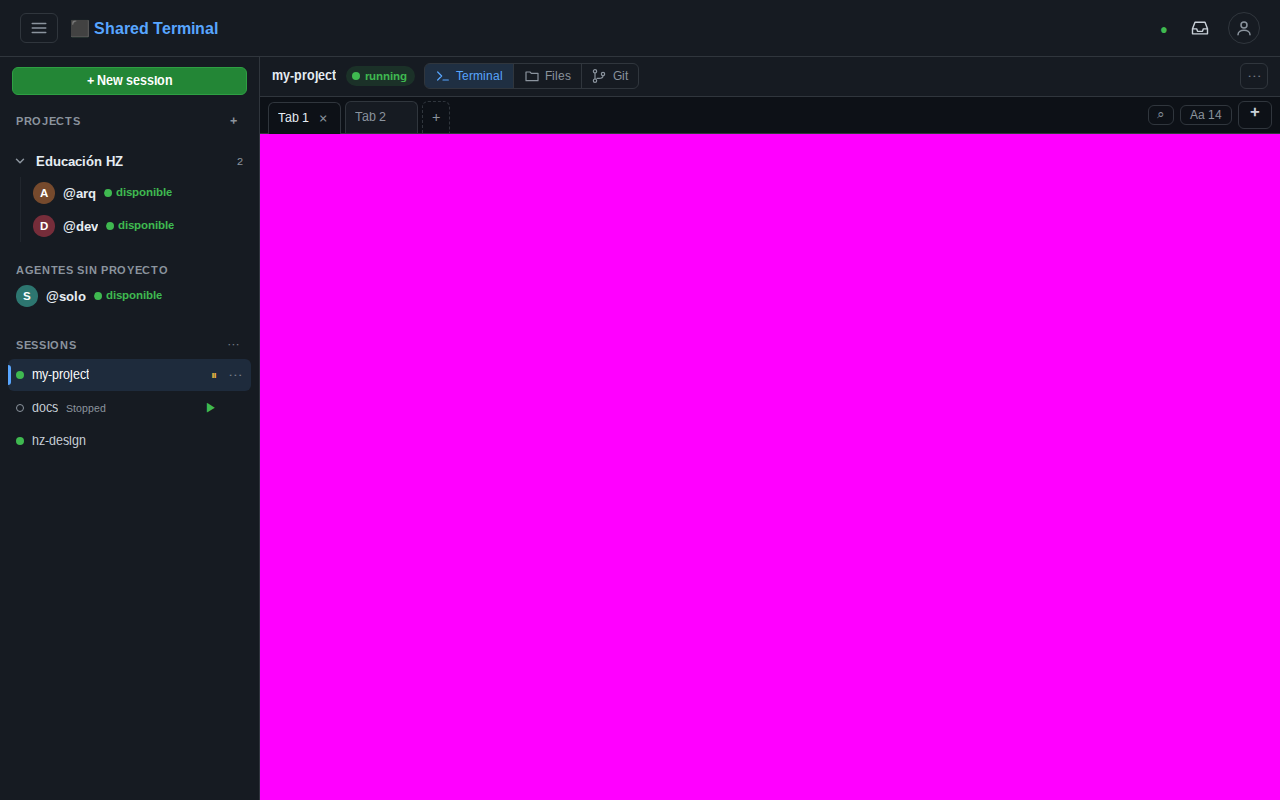 Shared Terminal
+ New session
PROJECTS +
Educación HZ 2
A @arq disponible
D @dev disponible
AGENTES SIN PROYECTO
S @solo disponible
SESSIONS ...
my-project ...
docs Stopped
hz-design
my-project running Terminal Files Git ...
Tab 1 × Tab 2 + Aa 14 +